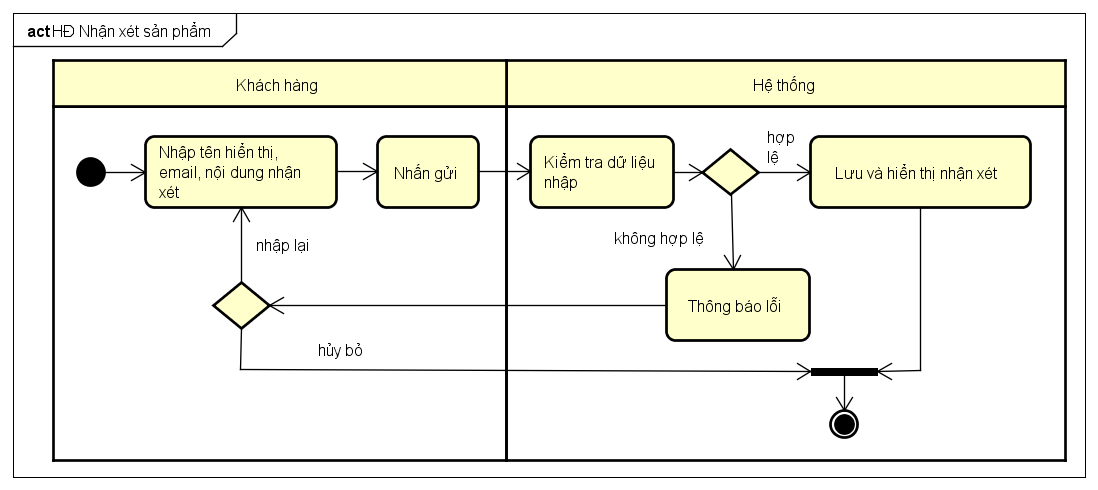 act HĐ Nhận xét sản phẩm
Khách hàng
Hệ thống
Nhập tên hiển thị,
email, nội dung nhận
xét
Nhấn gửi
Kiểm tra dữ liệu
nhập
hợp
lệ
Lưu và hiển thị nhận xét
không hợp lệ
nhập lại
Thông báo lỗi
hủy bỏ